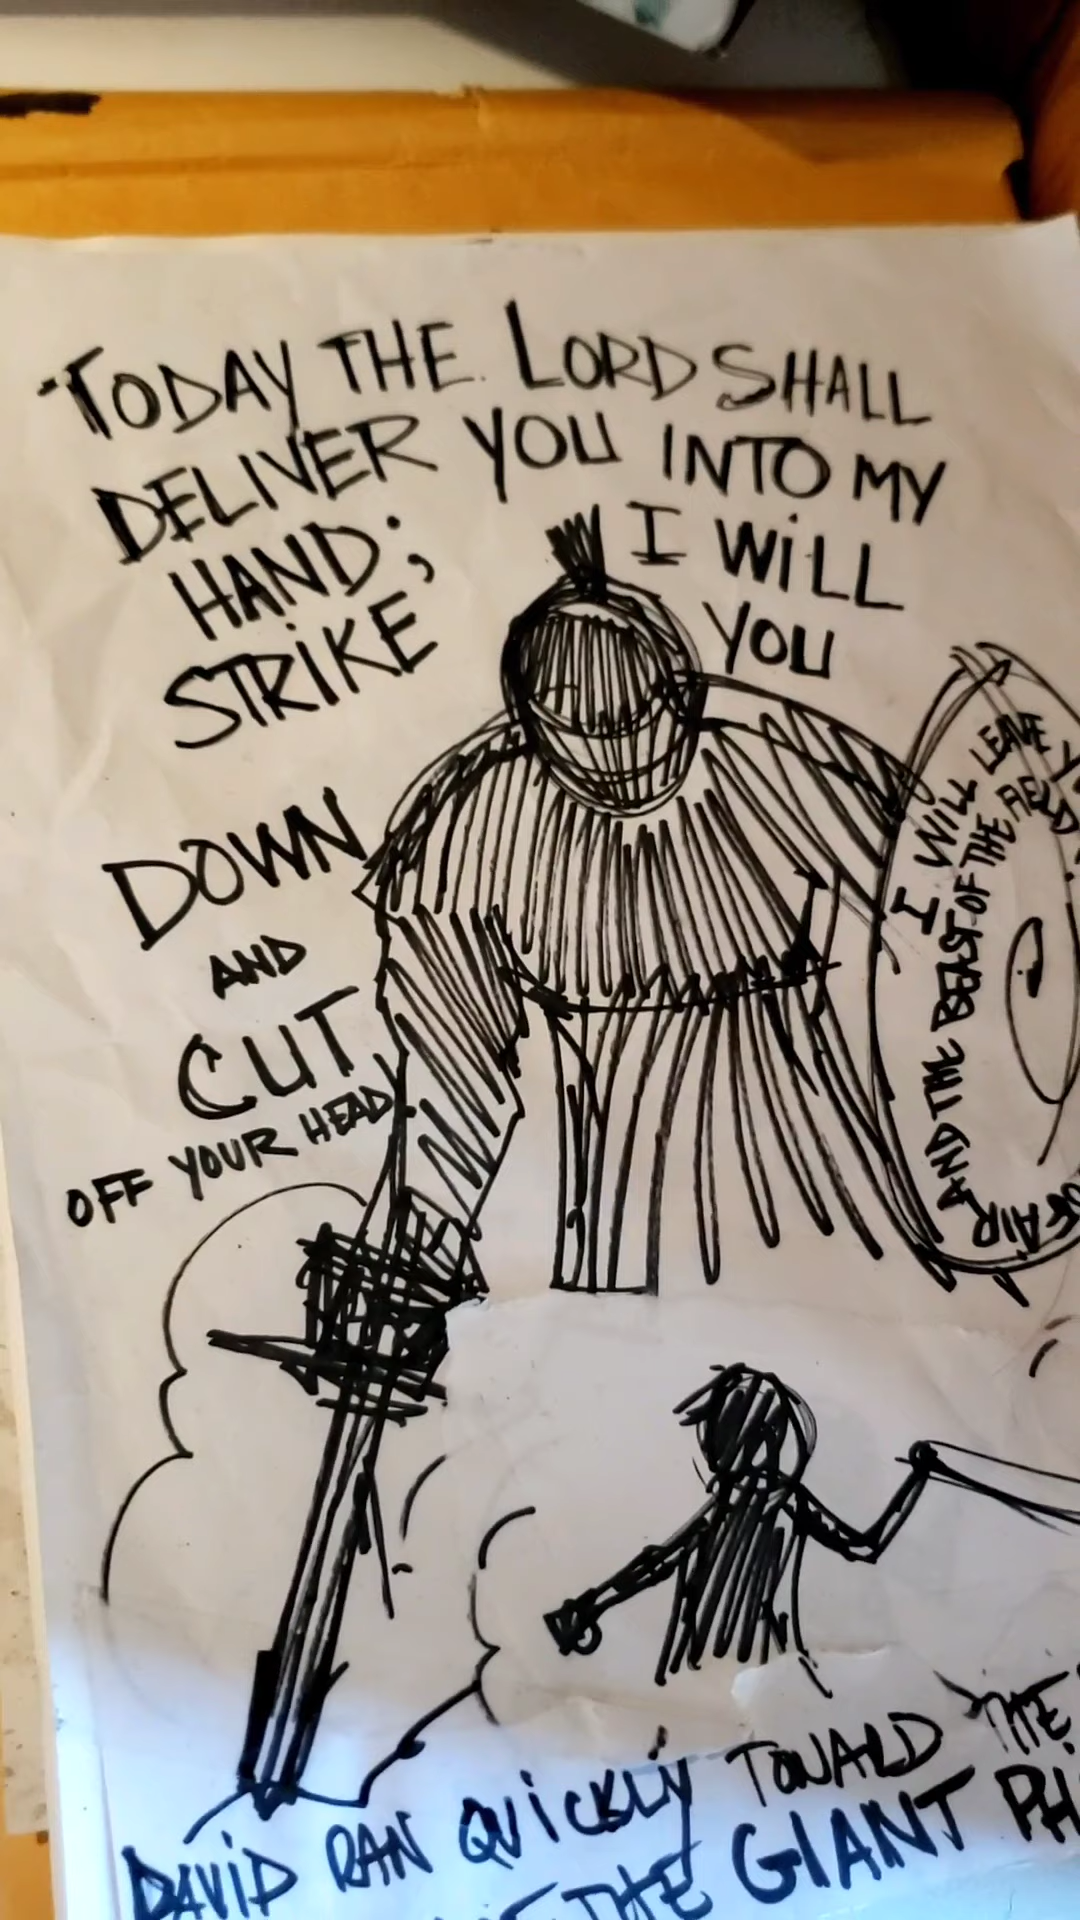 "TODAY THE LORD SHALL
DELIVER YOU INTO MY
HAND; I WILL
STRIKE YOU
DOWN
AND
CUT
OFF YOUR HEAD
I WILL LEAVE
AND THE BEAST OF THE FIELD
AIR
DAVID RAN QUICKLY TOWARD THE
THE GIANT